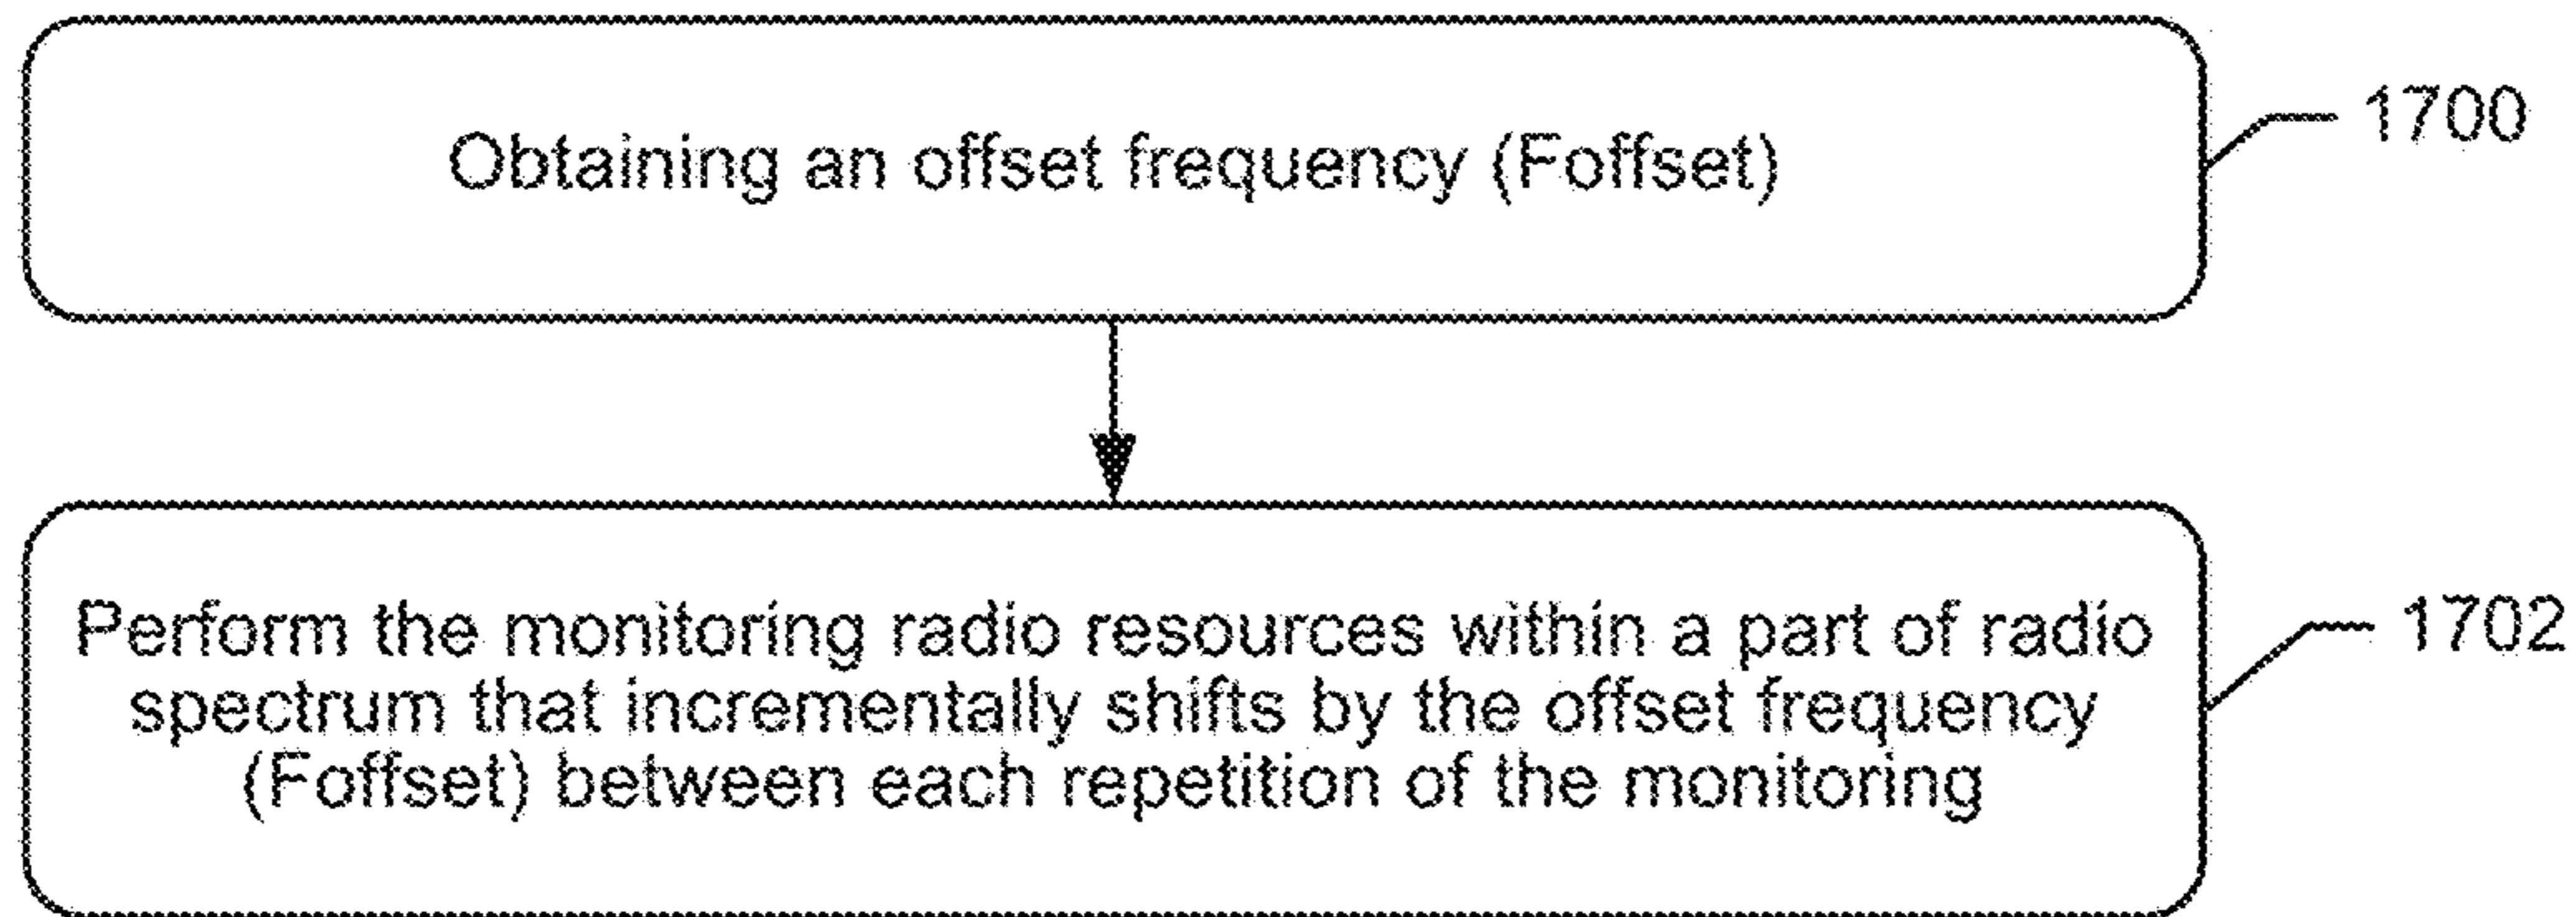 Obtaining an offset frequency (Foffset)
1700
Perform the monitoring radio resources within a part of radio
spectrum that incrementally shifts by the offset frequency
(Foffset) between each repetition of the monitoring
1702